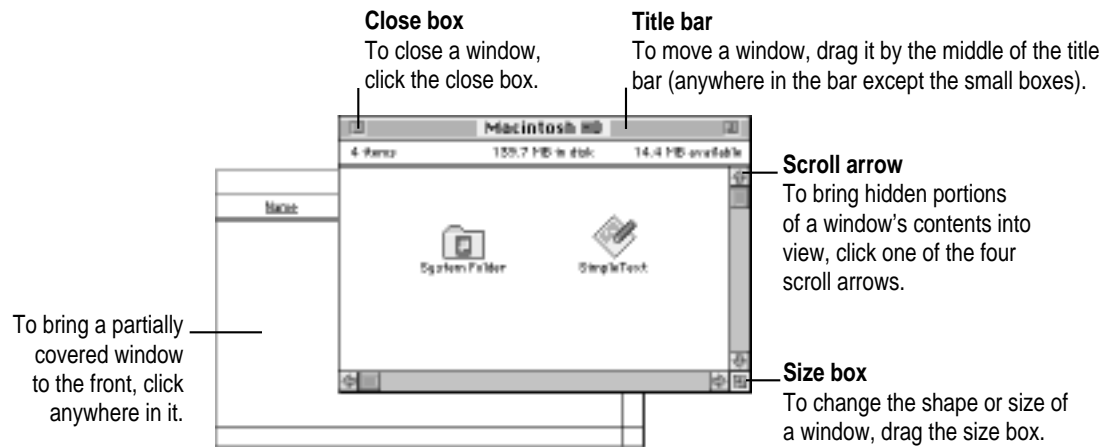 Close box
To close a window,
click the close box.
Title bar
To move a window, drag it by the middle of the title
bar (anywhere in the bar except the small boxes).
Macintosh HD
4 items 139.7 MB in disk 14.4 MB available
Name
System Folder
SimpleText
Scroll arrow
To bring hidden portions
of a window’s contents into
view, click one of the four
scroll arrows.
To bring a partially
covered window
to the front, click
anywhere in it.
Size box
To change the shape or size of
a window, drag the size box.